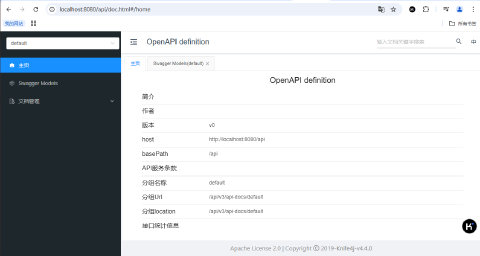 localhost:8080/api/doc.html#/home
我的网站
所有书签
default
主页
Swagger Models
文档管理
OpenAPI definition
输入文档关键字搜索
中
主页
Swagger Models(default)
OpenAPI definition
简介
作者
版本 v0
host http://localhost:8080/api
basePath /api
API服务条款
分组名称 default
分组Url /api/v3/api-docs/default
分组location /api/v3/api-docs/default
接口统计信息
Apache License 2.0 | Copyright © 2019-Knife4j-v4.4.0